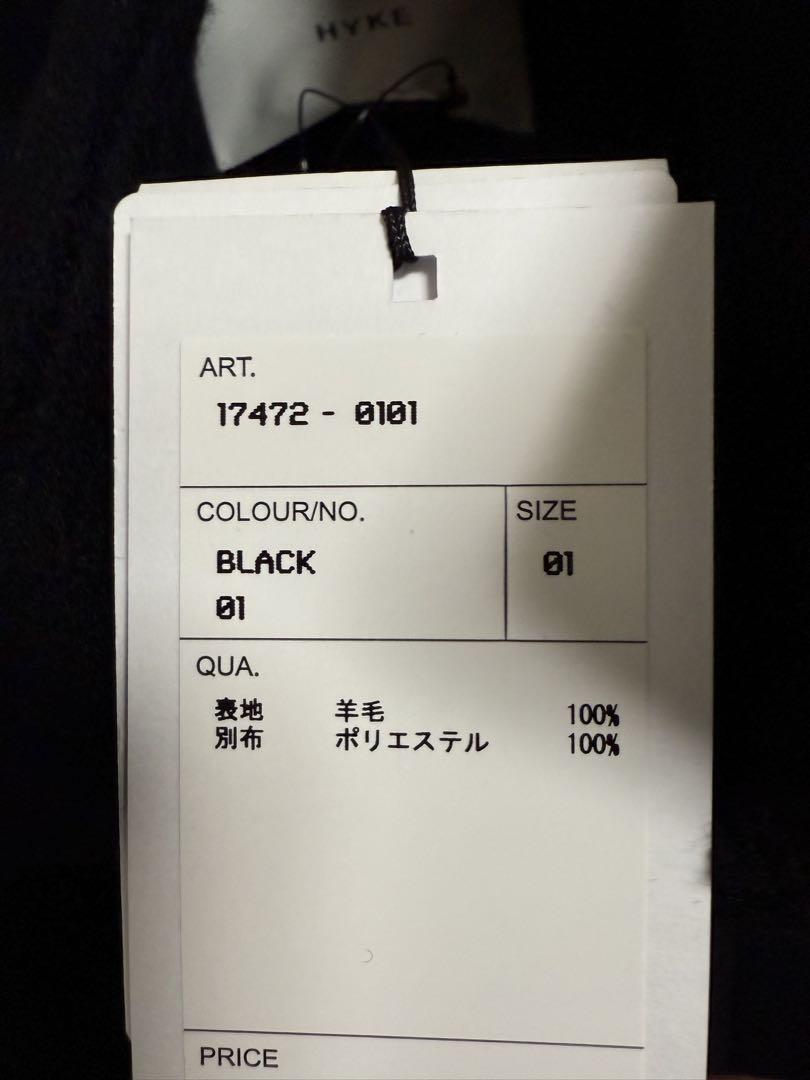 HYKE
ART.
17472 - 0101
COLOUR/NO.
BLACK
01
SIZE
01
QUA.
表地 羊毛 100%
別布 ポリエステル 100%
PRICE